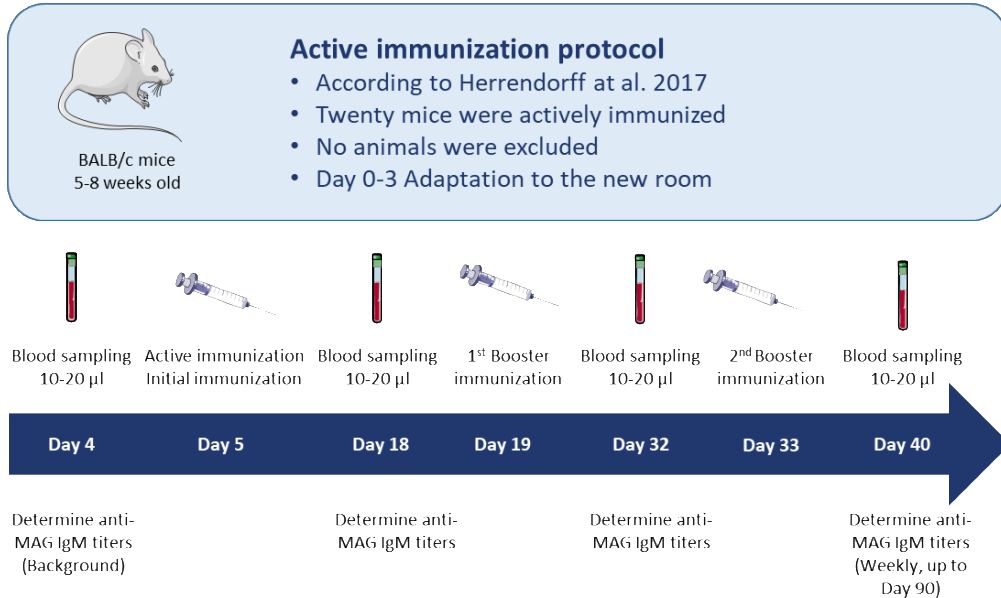 Active immunization protocol
• According to Herrendorff at al. 2017
• Twenty mice were actively immunized
• No animals were excluded
• Day 0-3 Adaptation to the new room
BALB/c mice
5-8 weeks old
Blood sampling
10-20 µl
Active immunization
Initial immunization
Blood sampling
10-20 µl
1st Booster
immunization
Blood sampling
10-20 µl
2nd Booster
immunization
Blood sampling
10-20 µl
Day 4
Day 5
Day 18
Day 19
Day 32
Day 33
Day 40
Determine anti-
MAG IgM titers
(Background)
Determine anti-
MAG IgM titers
Determine anti-
MAG IgM titers
Determine anti-
MAG IgM titers
(Weekly, up to
Day 90)